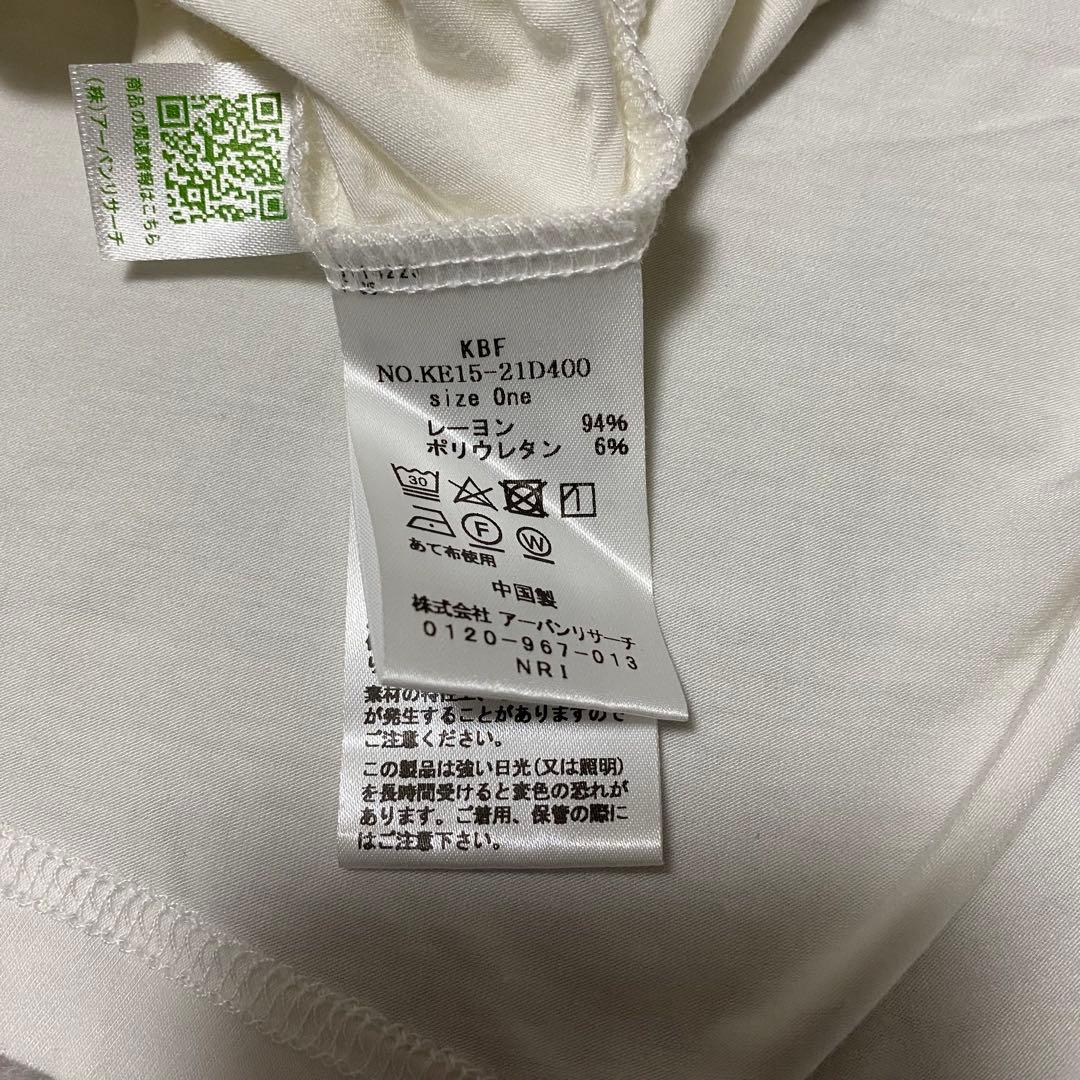 商品の関連情報はこちら
(株)アーバンリサーチ
KBF
NO.KE15-21D400
size One
レーヨン 94%
ポリウレタン 6%
30
F
W
あて布使用
中国製
株式会社 アーバンリサーチ
0120-967-013
NRI
素材の特性上、
が発生することがありますので
ご注意ください。
この製品は強い日光(又は照明)
を長時間受けると変色の恐れが
あります。ご着用、保管の際に
はご注意下さい。